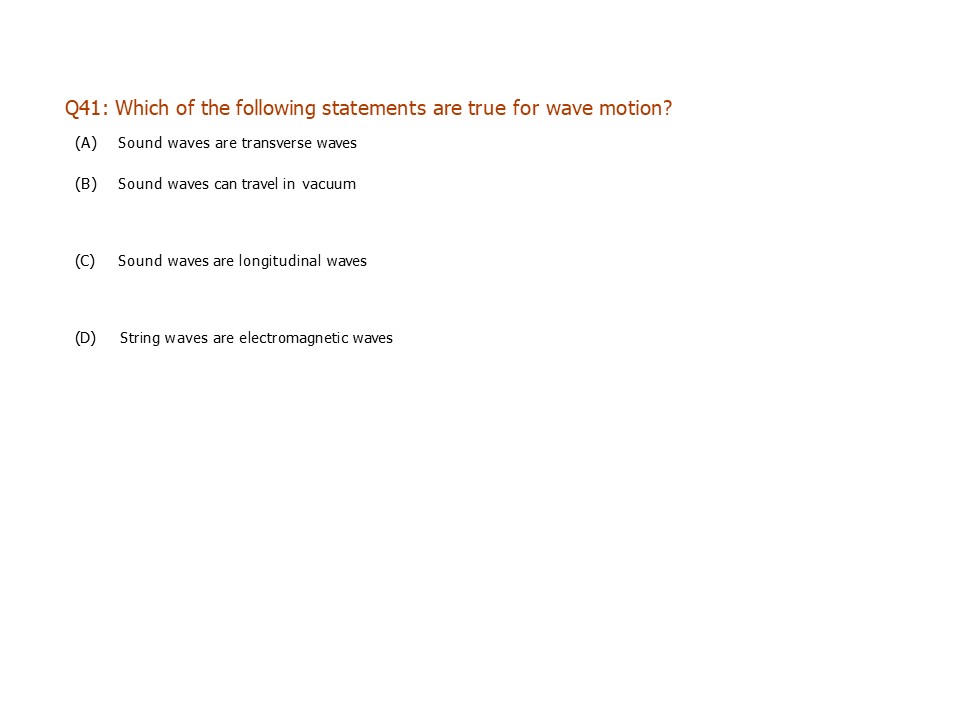 Q41: Which of the following statements are true for wave motion?
(A) Sound waves are transverse waves
(B) Sound waves can travel in vacuum
(C) Sound waves are longitudinal waves
(D) String waves are electromagnetic waves